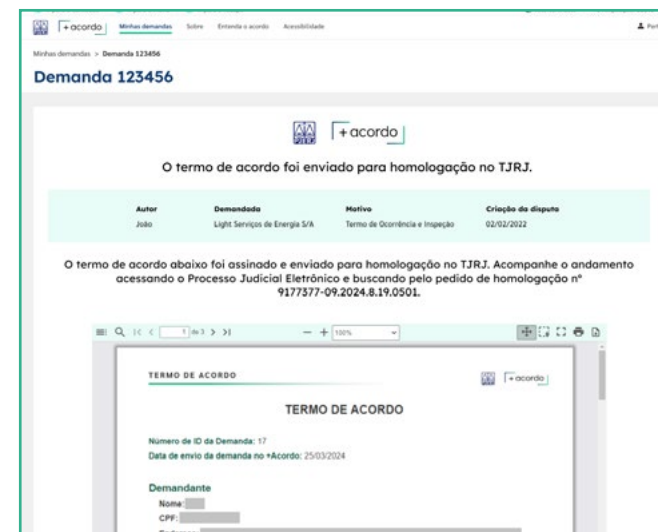 +acordo Minhas demandas Sobre Entenda o acordo Acessibilidade
Minhas demandas > Demanda 123456
Demanda 123456
+acordo
O termo de acordo foi enviado para homologação no TJRJ.
Autor Demandada Motivo Criação da disputa
João Light Serviços de Energia S/A Termo de Ocorrência e Inspeção 02/02/2022
O termo de acordo abaixo foi assinado e enviado para homologação no TJRJ. Acompanhe o andamento
acessando o Processo Judicial Eletrônico e buscando pelo pedido de homologação nº
9177377-09.2024.8.19.0501.
1 de 3 100%
TERMO DE ACORDO +acordo
TERMO DE ACORDO
Número de ID da Demanda: 17
Data de envio da demanda no +Acordo: 25/03/2024
Demandante
Nome:
CPF: